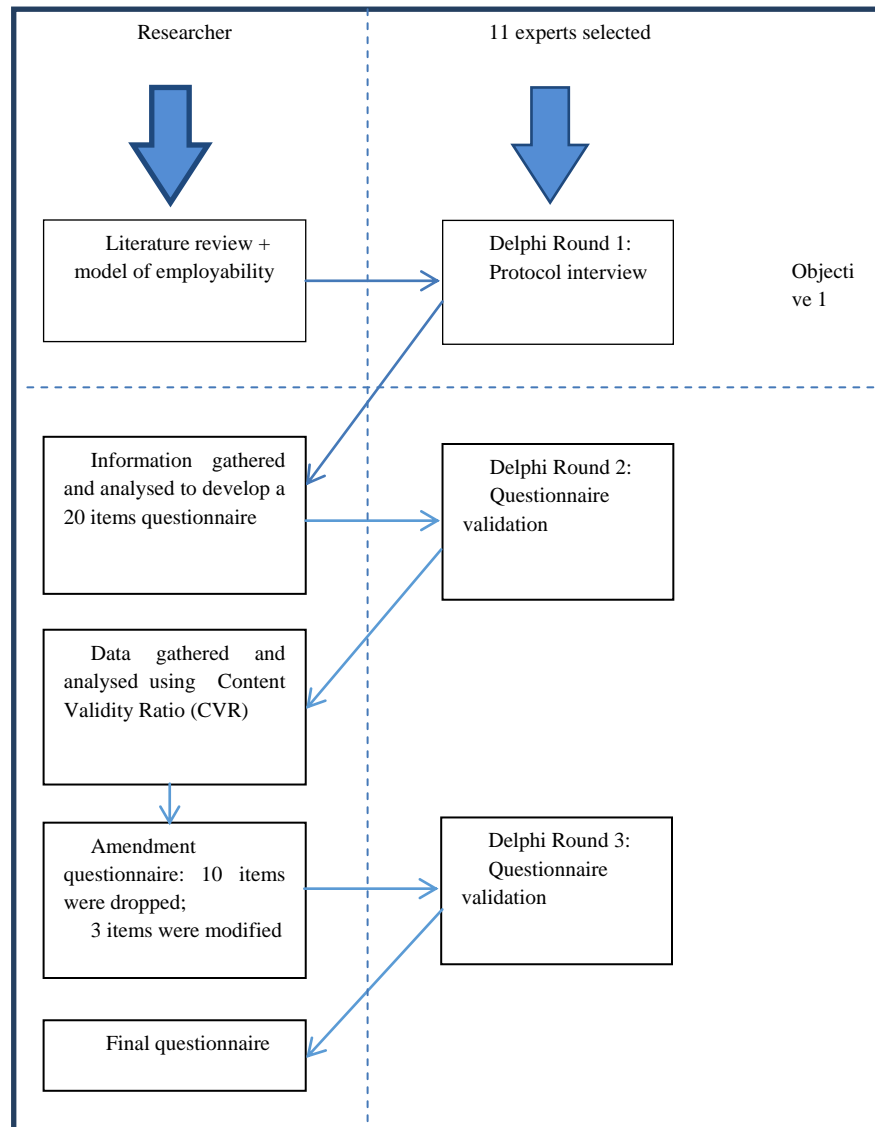 Researcher
11 experts selected
Literature review +
model of employability
Delphi Round 1:
Protocol interview
Objecti
ve 1
Information gathered
and analysed to develop a
20 items questionnaire
Delphi Round 2:
Questionnaire
validation
Data gathered and
analysed using Content
Validity Ratio (CVR)
Amendment
questionnaire: 10 items
were dropped;
3 items were modified
Delphi Round 3:
Questionnaire
validation
Final questionnaire